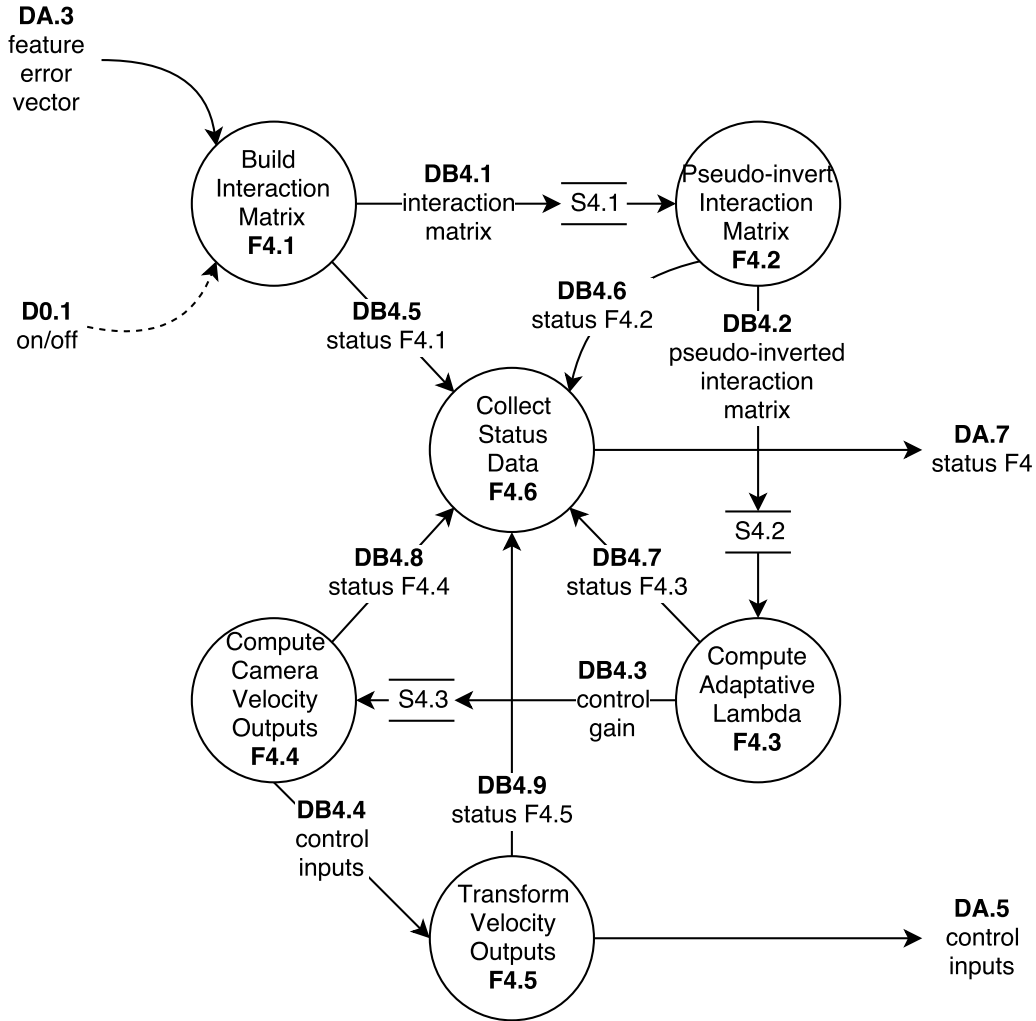 DA.3
feature
error
vector
Build
Interaction
Matrix
F4.1
DB4.1
interaction
matrix
S4.1
Pseudo-invert
Interaction
Matrix
F4.2
D0.1
on/off
DB4.5
status F4.1
DB4.6
status F4.2
DB4.2
pseudo-inverted
interaction
matrix
Collect
Status
Data
F4.6
DA.7
status F4
S4.2
DB4.8
status F4.4
DB4.7
status F4.3
Compute
Camera
Velocity
Outputs
F4.4
S4.3
DB4.3
control
gain
Compute
Adaptative
Lambda
F4.3
DB4.4
control
inputs
DB4.9
status F4.5
Transform
Velocity
Outputs
F4.5
DA.5
control
inputs